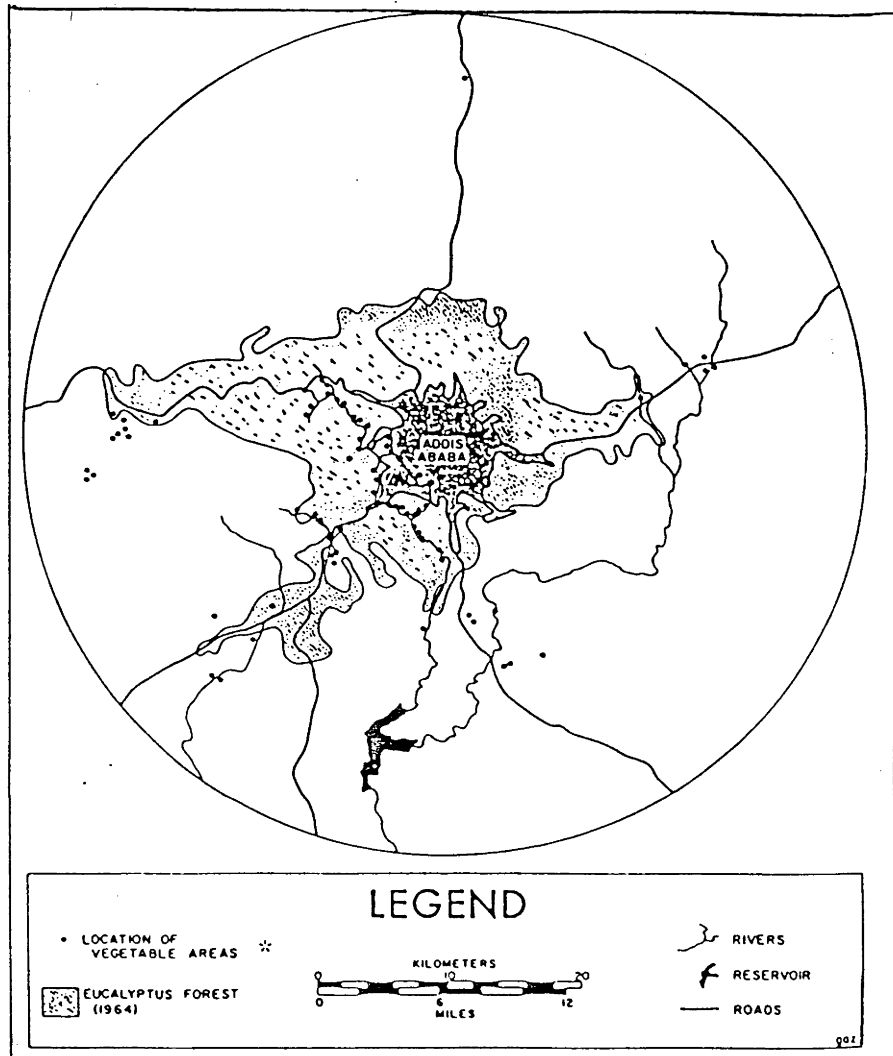 ADDIS
ABABA
LEGEND
• LOCATION OF
VEGETABLE AREAS
EUCALYPTUS FOREST
(1964)
KILOMETERS
0 10 20
0 6 12
MILES
RIVERS
RESERVOIR
ROADS